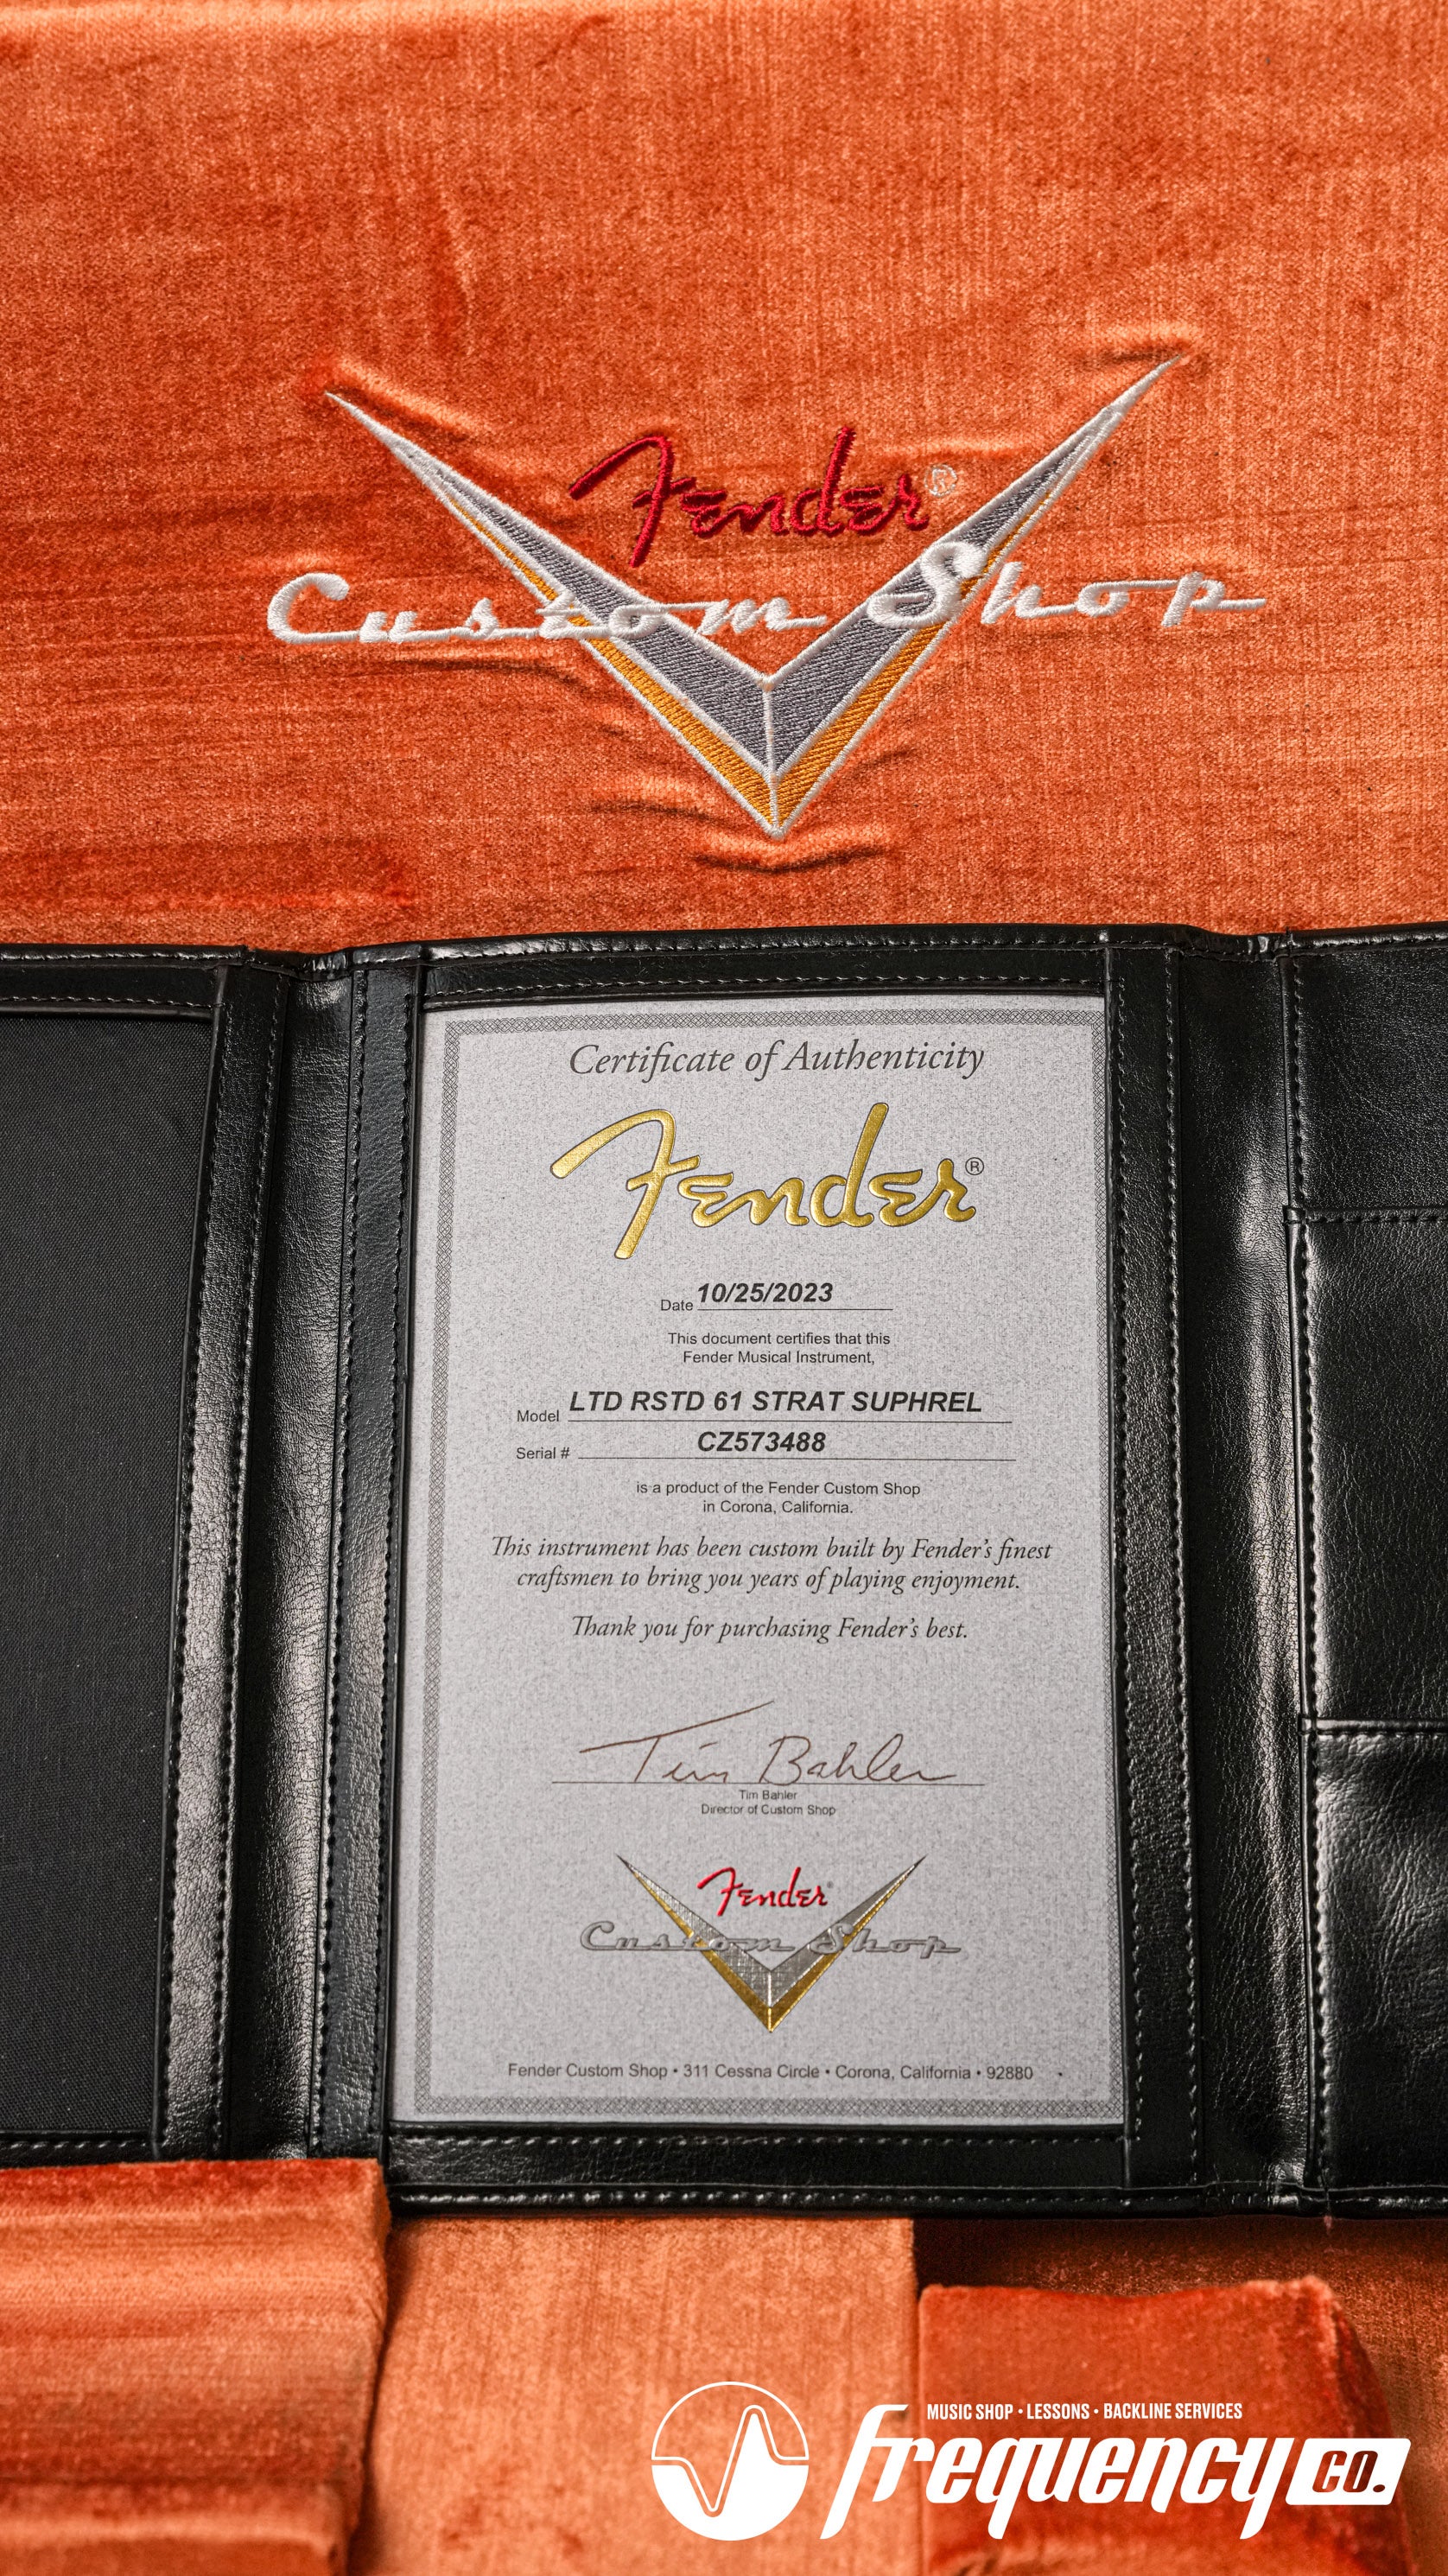 Fender®
Custom Shop
Certificate of Authenticity
Fender®
Date 10/25/2023
This document certifies that this
Fender Musical Instrument,
Model LTD RSTD 61 STRAT SUPHREL
Serial # CZ573488
is a product of the Fender Custom Shop
in Corona, California.
This instrument has been custom built by Fender's finest
craftsmen to bring you years of playing enjoyment.
Thank you for purchasing Fender's best.
Tim Bahler
Tim Bahler
Director of Custom Shop
Fender
Custom Shop
Fender Custom Shop • 311 Cessna Circle • Corona, California • 92880
MUSIC SHOP • LESSONS • BACKLINE SERVICES
frequency CO.